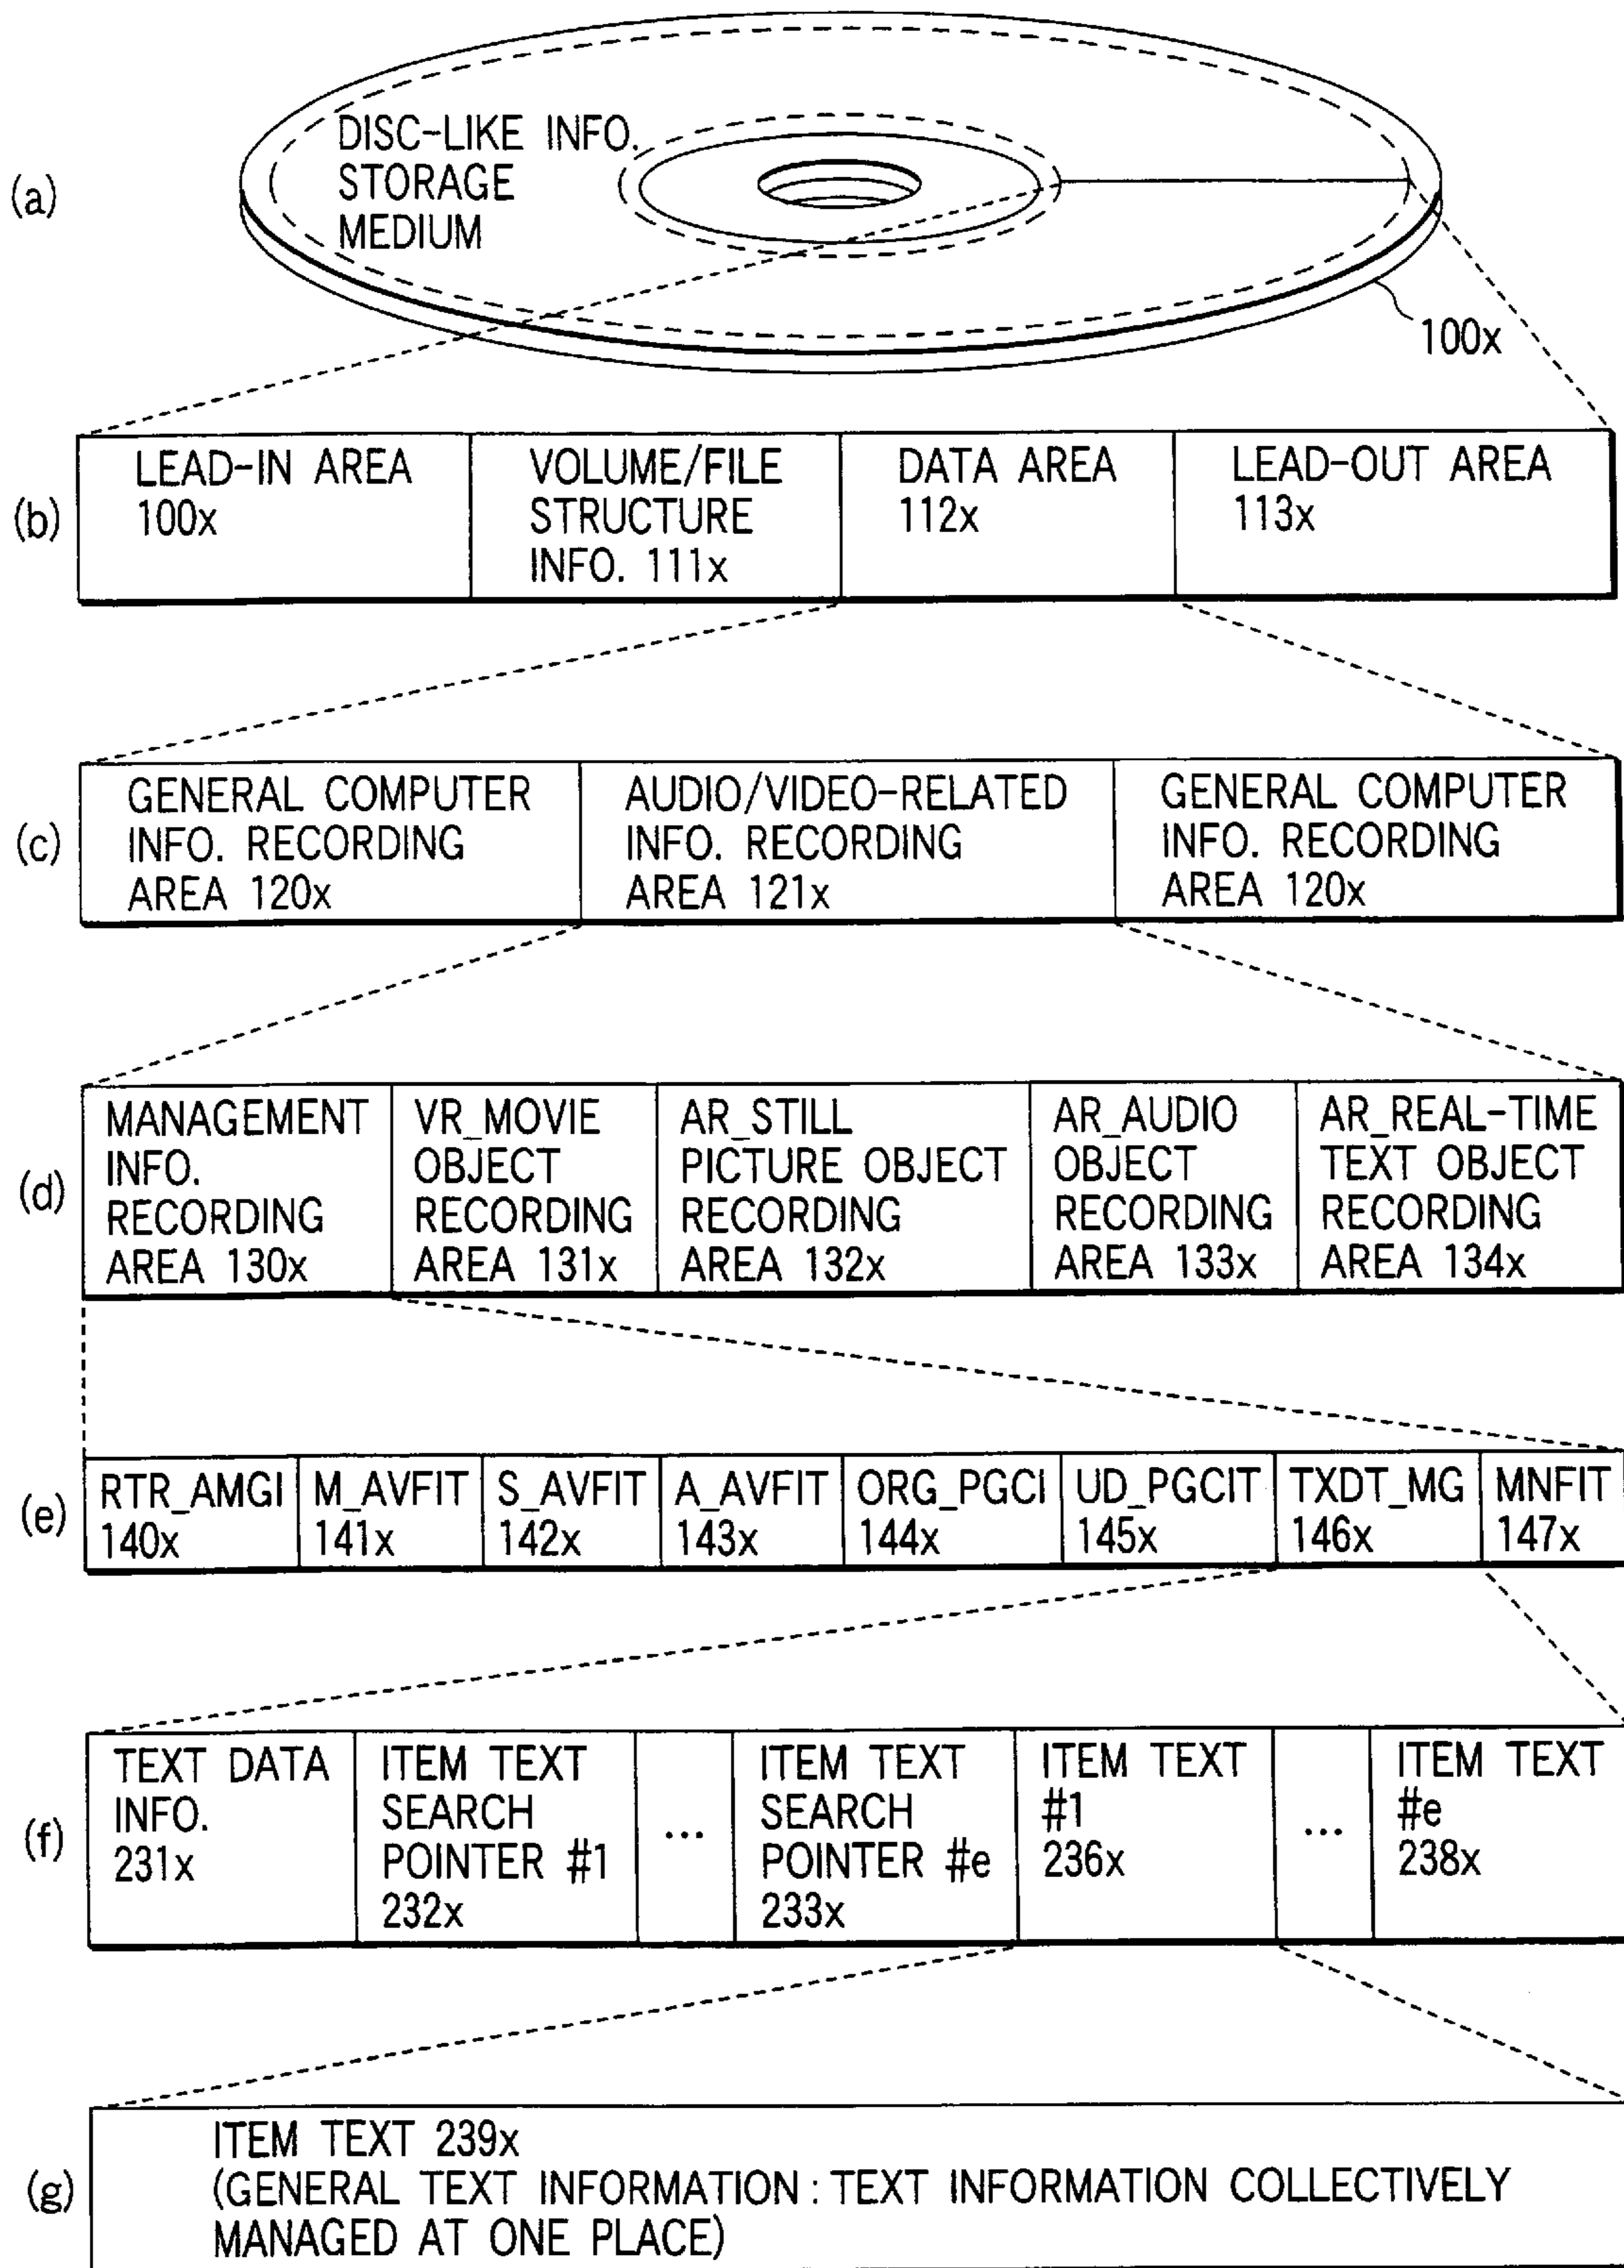 (a)
DISC-LIKE INFO.
STORAGE
MEDIUM
100x
(b)
LEAD-IN AREA
100x
VOLUME/FILE
STRUCTURE
INFO. 111x
DATA AREA
112x
LEAD-OUT AREA
113x
(c)
GENERAL COMPUTER
INFO. RECORDING
AREA 120x
AUDIO/VIDEO-RELATED
INFO. RECORDING
AREA 121x
GENERAL COMPUTER
INFO. RECORDING
AREA 120x
(d)
MANAGEMENT
INFO.
RECORDING
AREA 130x
VR_MOVIE
OBJECT
RECORDING
AREA 131x
AR_STILL
PICTURE OBJECT
RECORDING
AREA 132x
AR_AUDIO
OBJECT
RECORDING
AREA 133x
AR_REAL-TIME
TEXT OBJECT
RECORDING
AREA 134x
(e)
RTR_AMGI
140x
M_AVFIT
141x
S_AVFIT
142x
A_AVFIT
143x
ORG_PGCI
144x
UD_PGCIT
145x
TXDT_MG
146x
MNFIT
147x
(f)
TEXT DATA
INFO.
231x
ITEM TEXT
SEARCH
POINTER #1
232x
...
ITEM TEXT
SEARCH
POINTER #e
233x
ITEM TEXT
#1
236x
...
ITEM TEXT
#e
238x
(g)
ITEM TEXT 239x
(GENERAL TEXT INFORMATION : TEXT INFORMATION COLLECTIVELY
MANAGED AT ONE PLACE)